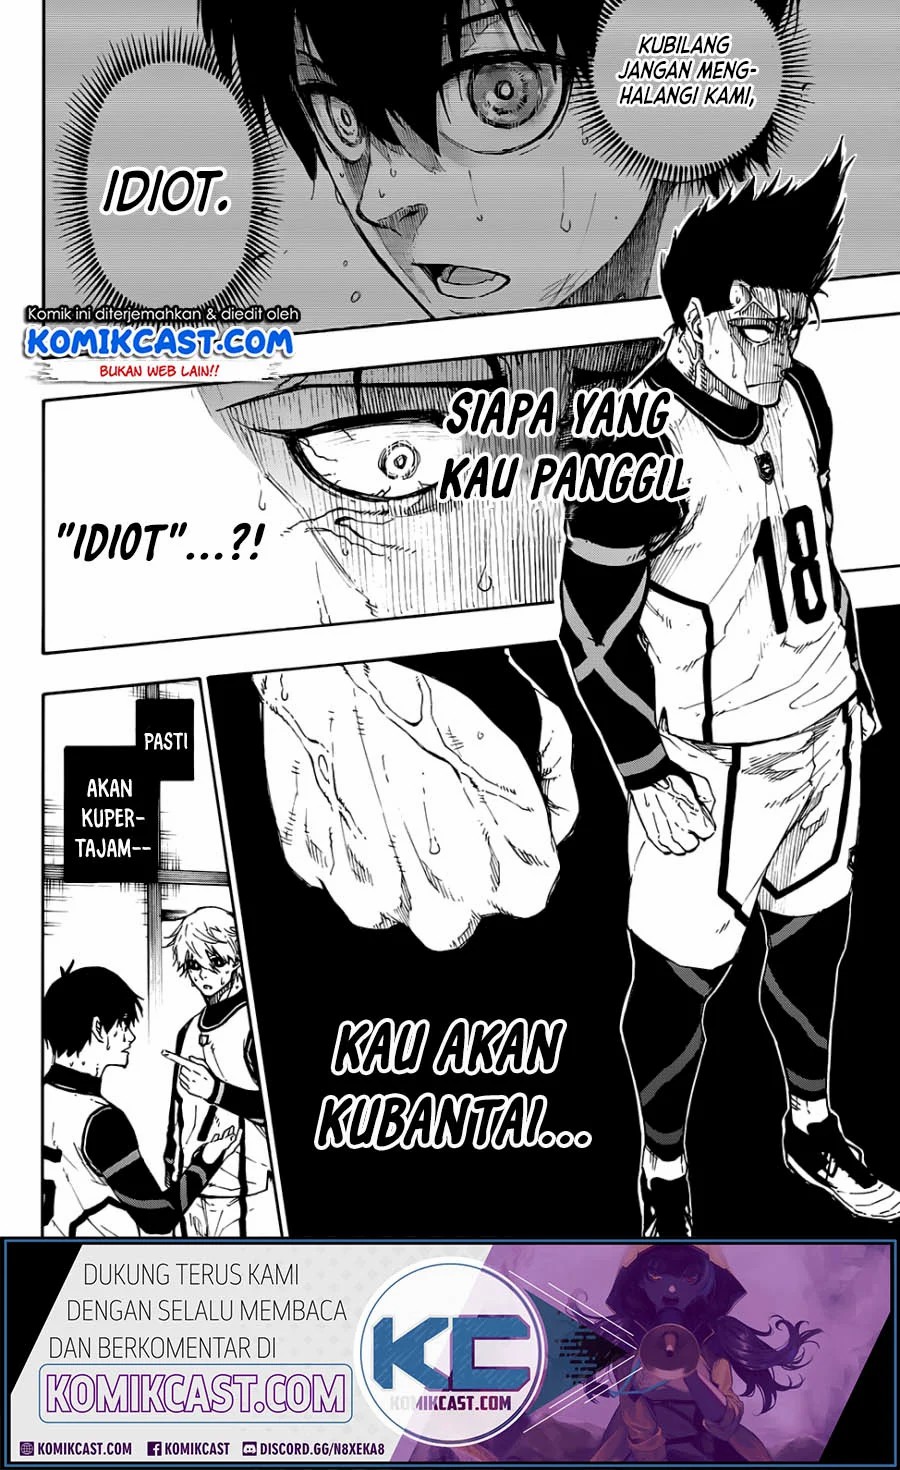 KUBILANG
JANGAN MENG-
HALANGI KAMI,
IDIOT.
Komik ini diterjemahkan & diedit oleh
KOMIKCAST.COM
BUKAN WEB LAIN!!
SIAPA YANG
KAU PANGGIL
"IDIOT"...?!
18
PASTI
AKAN
KUPER-
TAJAM--
KAU AKAN
KUBANTAI...
DUKUNG TERUS KAMI
DENGAN SELALU MEMBACA
DAN BERKOMENTAR DI
KOMIKCAST.COM
KC
KOMIKCAST.COM
KOMIKCAST.COM
KOMIKCAST
DISCORD.GG/N8XEKA8